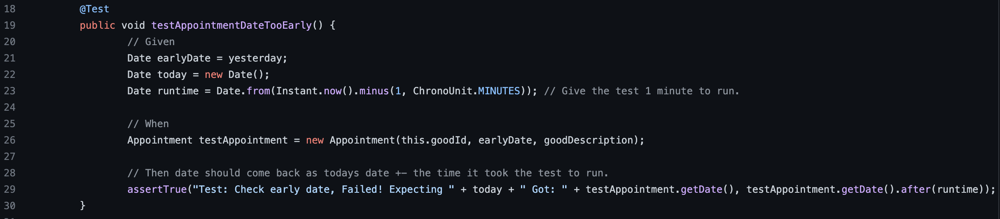 18 @Test
19 public void testAppointmentDateTooEarly() {
20 // Given
21 Date earlyDate = yesterday;
22 Date today = new Date();
23 Date runtime = Date.from(Instant.now().minus(1, ChronoUnit.MINUTES)); // Give the test 1 minute to run.
24
25 // When
26 Appointment testAppointment = new Appointment(this.goodId, earlyDate, goodDescription);
27
28 // Then date should come back as todays date +- the time it took the test to run.
29 assertTrue("Test: Check early date, Failed! Expecting " + today + " Got: " + testAppointment.getDate(), testAppointment.getDate().after(runtime));
30 }